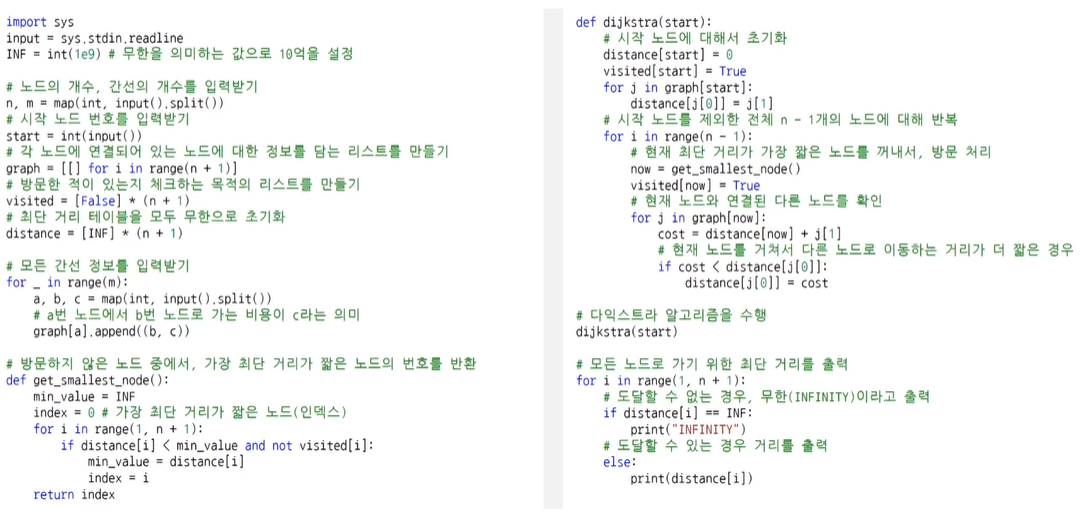 import sys
input = sys.stdin.readline
INF = int(1e9) # 무한을 의미하는 값으로 10억을 설정

# 노드의 개수, 간선의 개수를 입력받기
n, m = map(int, input().split())
# 시작 노드 번호를 입력받기
start = int(input())
# 각 노드에 연결되어 있는 노드에 대한 정보를 담는 리스트를 만들기
graph = [[] for i in range(n + 1)]
# 방문한 적이 있는지 체크하는 목적의 리스트를 만들기
visited = [False] * (n + 1)
# 최단 거리 테이블을 모두 무한으로 초기화
distance = [INF] * (n + 1)

# 모든 간선 정보를 입력받기
for _ in range(m):
    a, b, c = map(int, input().split())
    # a번 노드에서 b번 노드로 가는 비용이 c라는 의미
    graph[a].append((b, c))

# 방문하지 않은 노드 중에서, 가장 최단 거리가 짧은 노드의 번호를 반환
def get_smallest_node():
    min_value = INF
    index = 0 # 가장 최단 거리가 짧은 노드(인덱스)
    for i in range(1, n + 1):
        if distance[i] < min_value and not visited[i]:
            min_value = distance[i]
            index = i
    return index

def dijkstra(start):
    # 시작 노드에 대해서 초기화
    distance[start] = 0
    visited[start] = True
    for j in graph[start]:
        distance[j[0]] = j[1]
    # 시작 노드를 제외한 전체 n - 1개의 노드에 대해 반복
    for i in range(n - 1):
        # 현재 최단 거리가 가장 짧은 노드를 꺼내서, 방문 처리
        now = get_smallest_node()
        visited[now] = True
        # 현재 노드와 연결된 다른 노드를 확인
        for j in graph[now]:
            cost = distance[now] + j[1]
            # 현재 노드를 거쳐서 다른 노드로 이동하는 거리가 더 짧은 경우
            if cost < distance[j[0]]:
                distance[j[0]] = cost

# 다익스트라 알고리즘을 수행
dijkstra(start)

# 모든 노드로 가기 위한 최단 거리를 출력
for i in range(1, n + 1):
    # 도달할 수 없는 경우, 무한(INFINITY)이라고 출력
    if distance[i] == INF:
        print("INFINITY")
    # 도달할 수 있는 경우 거리를 출력
    else:
        print(distance[i])